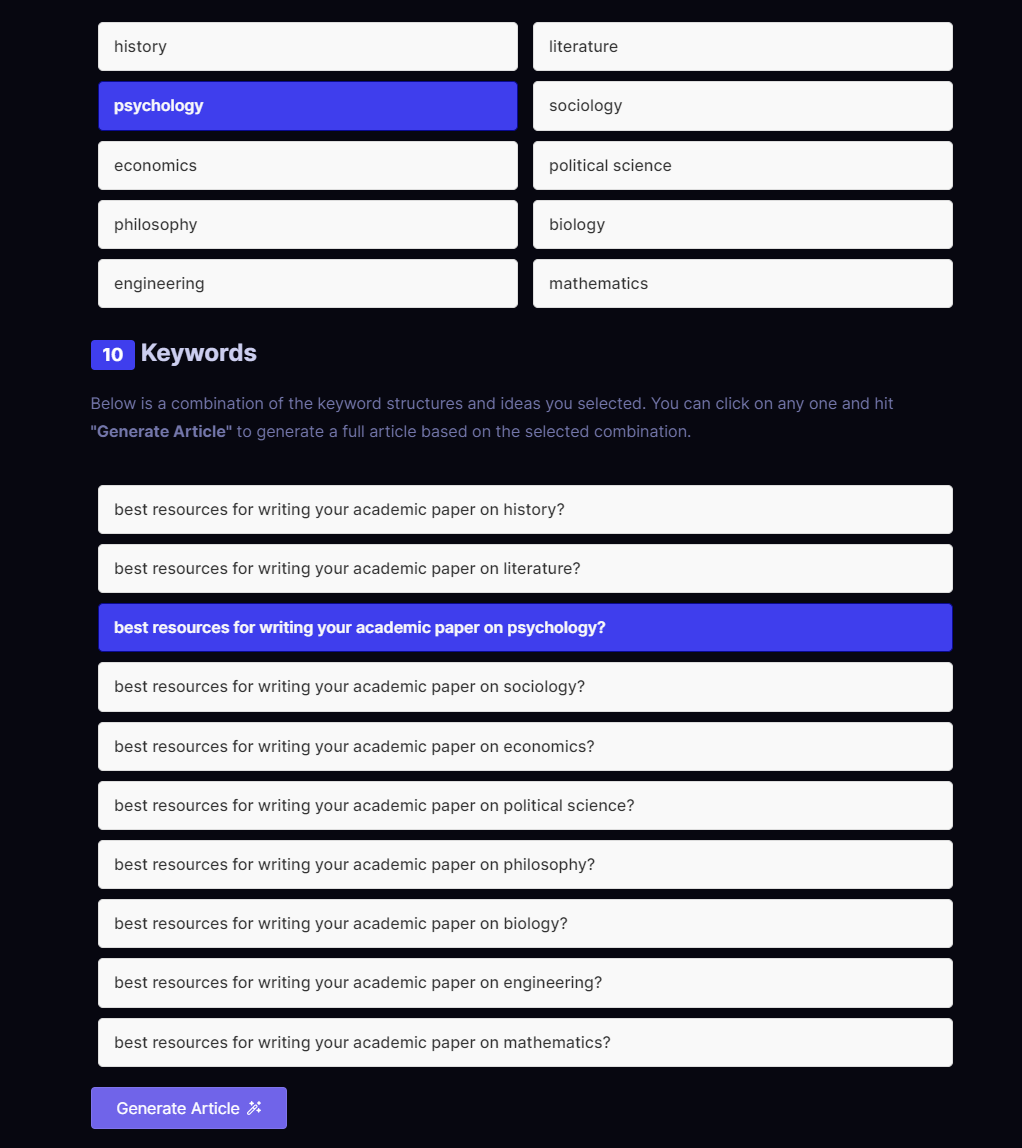 history
literature
psychology
sociology
economics
political science
philosophy
biology
engineering
mathematics
10 Keywords
Below is a combination of the keyword structures and ideas you selected. You can click on any one and hit
"Generate Article" to generate a full article based on the selected combination.
best resources for writing your academic paper on history?
best resources for writing your academic paper on literature?
best resources for writing your academic paper on psychology?
best resources for writing your academic paper on sociology?
best resources for writing your academic paper on economics?
best resources for writing your academic paper on political science?
best resources for writing your academic paper on philosophy?
best resources for writing your academic paper on biology?
best resources for writing your academic paper on engineering?
best resources for writing your academic paper on mathematics?
Generate Article